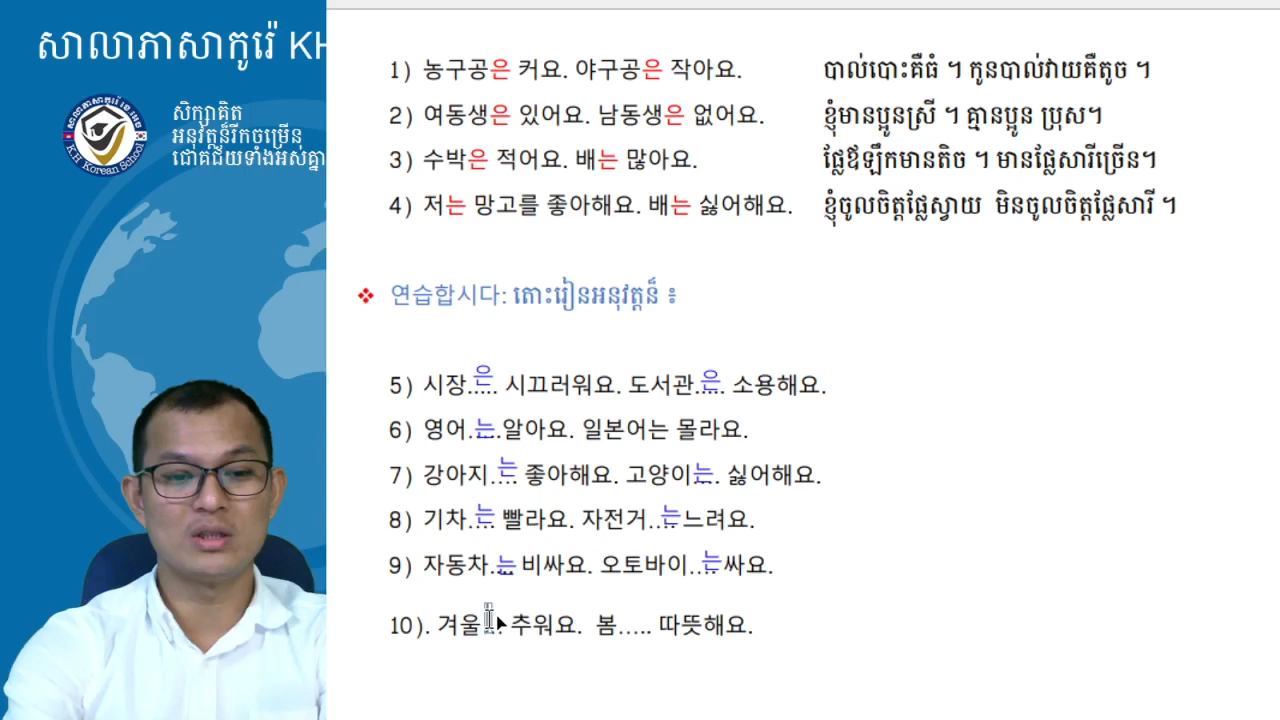 សាលាភាសាកូរ៉េ KH
សាលាភាសាកូរ៉េ ខេ អេច
KH Korean School
សិក្សាគិត
អនុវត្តន៍រីកចម្រើន
ជោគជ័យទាំងអស់គ្នា
1) 농구공은 커요. 야구공은 작아요. បាល់បោះគឺធំ ។ កូនបាល់វាយគឺតូច ។
2) 여동생은 있어요. 남동생은 없어요. ខ្ញុំមានប្អូនស្រី ។ គ្មានប្អូន ប្រុស។
3) 수박은 적어요. 배는 많아요. ផ្លែឪឡឹកមានតិច ។ មានផ្លែសារីច្រើន។
4) 저는 망고를 좋아해요. 배는 싫어해요. ខ្ញុំចូលចិត្តផ្លែស្វាយ មិនចូលចិត្តផ្លែសារី ។
❖ 연습합시다: តោះរៀនអនុវត្តន៍ ៖
5) 시장.은.... 시끄러워요. 도서관.은... 소용해요.
6) 영어.는..알아요. 일본어는 몰라요.
7) 강아지.는... 좋아해요. 고양이는.. 싫어해요.
8) 기차.는... 빨라요. 자전거..는느려요.
9) 자동차.는 비싸요. 오토바이..는..싸요.
10). 겨울... 추워요. 봄..... 따뜻해요.